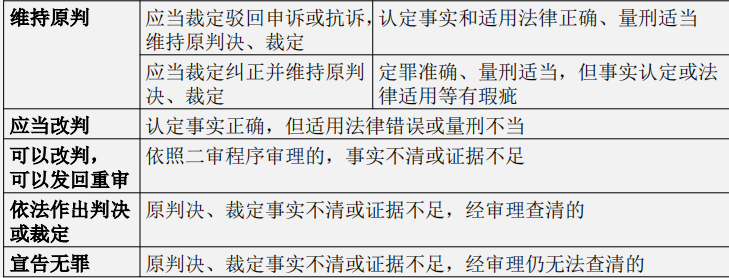 维持原判
应当裁定驳回申诉或抗诉，
维持原判决、裁定
认定事实和适用法律正确、量刑适当
应当裁定纠正并维持原判
决、裁定
定罪准确、量刑适当，但事实认定或法
律适用等有瑕疵
应当改判
认定事实正确，但适用法律错误或量刑不当
可以改判，
可以发回重审
依照二审程序审理的，事实不清或证据不足
依法作出判决
或裁定
原判决、裁定事实不清或证据不足，经审理查清的
宣告无罪
原判决、裁定事实不清或证据不足，经审理仍无法查清的